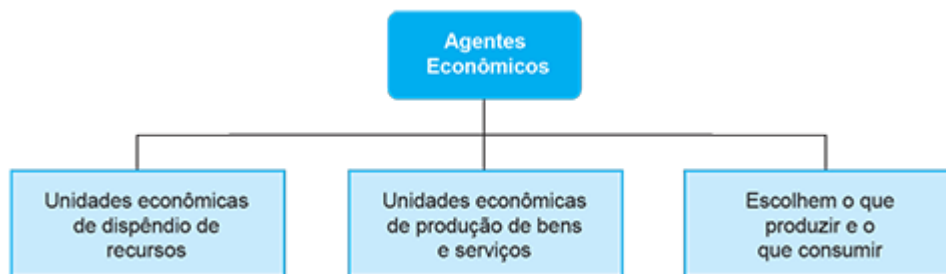 Agentes
Econômicos
Unidades econômicas
de dispêndio de
recursos
Unidades econômicas
de produção de bens
e serviços
Escolhem o que
produzir e o
que consumir